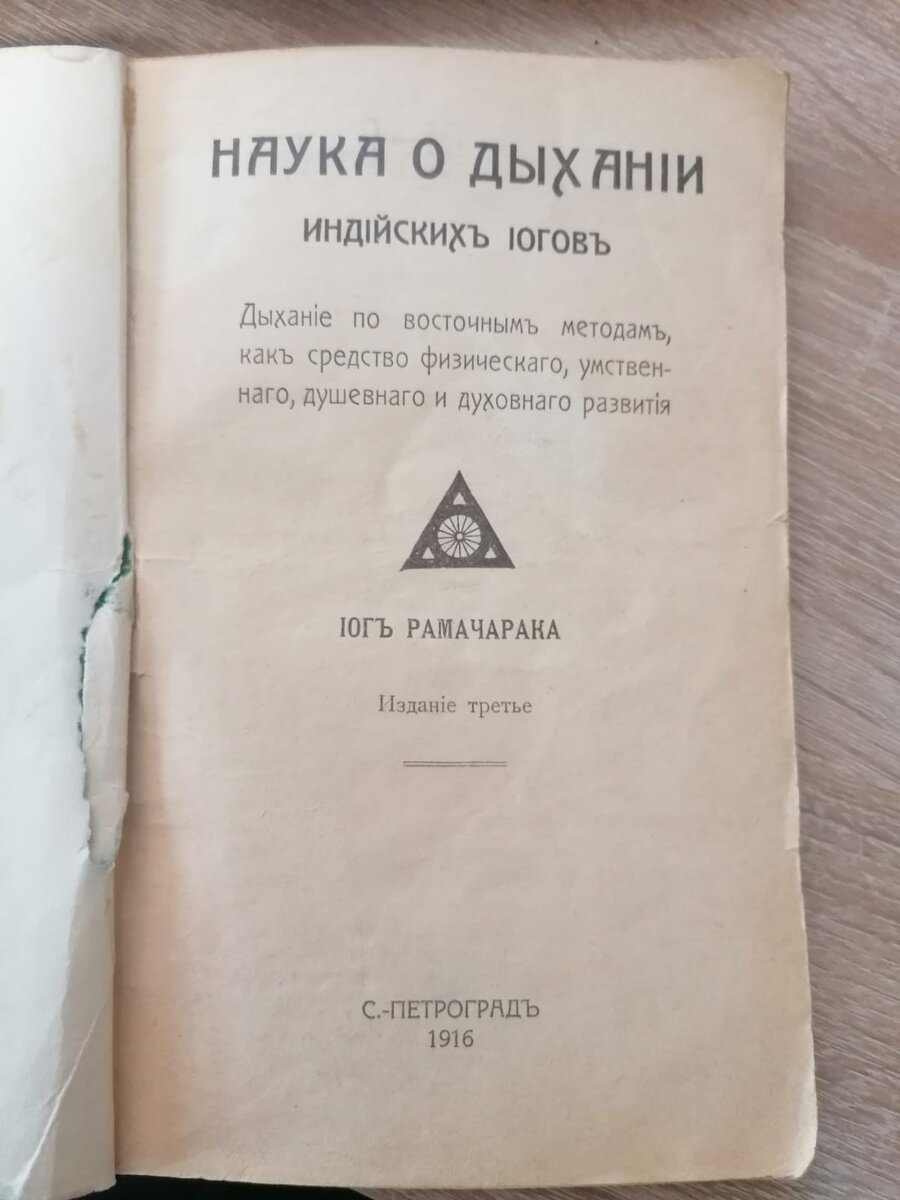 НАУКА О ДЫХАНІИ
ИНДІЙСКИХЪ ІОГОВЪ
Дыханіе по восточнымъ методамъ,
какъ средство физическаго, умствен-
наго, душевнаго и духовнаго развитія
ІОГЪ РАМАЧАРАКА
Изданіе третье
С.-ПЕТРОГРАДЪ
1916